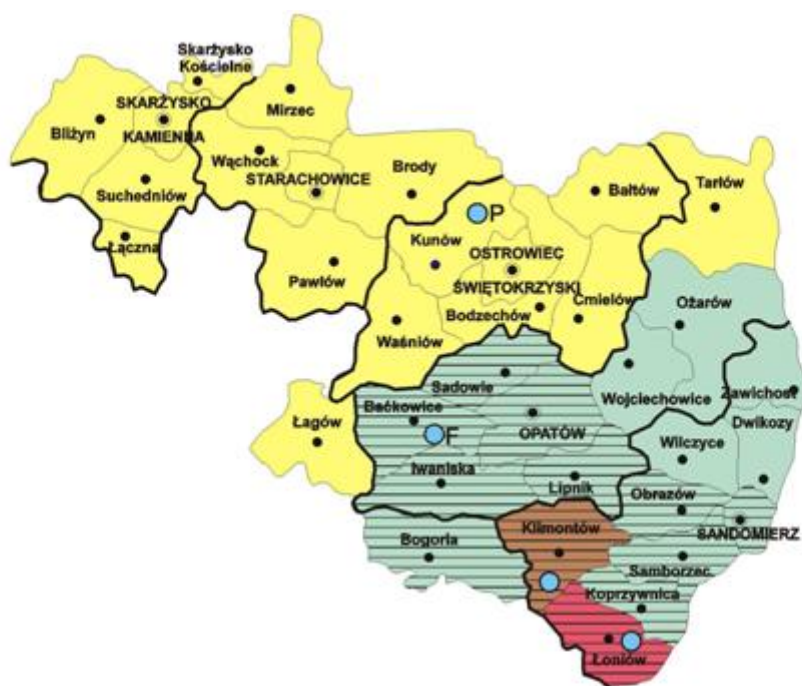 Skarżysko
Kościelne
SKARŻYSKO
KAMIENNA
Bliżyn
Mirzec
Wąchock
STARACHOWICE
Brody
Suchedniów
Łączna
Pawłów
Bałtów
Tarłów
P
Kunów
OSTROWIEC
ŚWIĘTOKRZYSKI
Bodzechów
Ćmielów
Waśniów
Ożarów
Sadowie
Wojciechowice
Zawichost
Baćkowice
Dwikozy
Łagów
F
OPATÓW
Wilczyce
Iwaniska
Lipnik
Obrazów
SANDOMIERZ
Bogoria
Klimontów
Samborzec
Koprzywnica
Łoniów